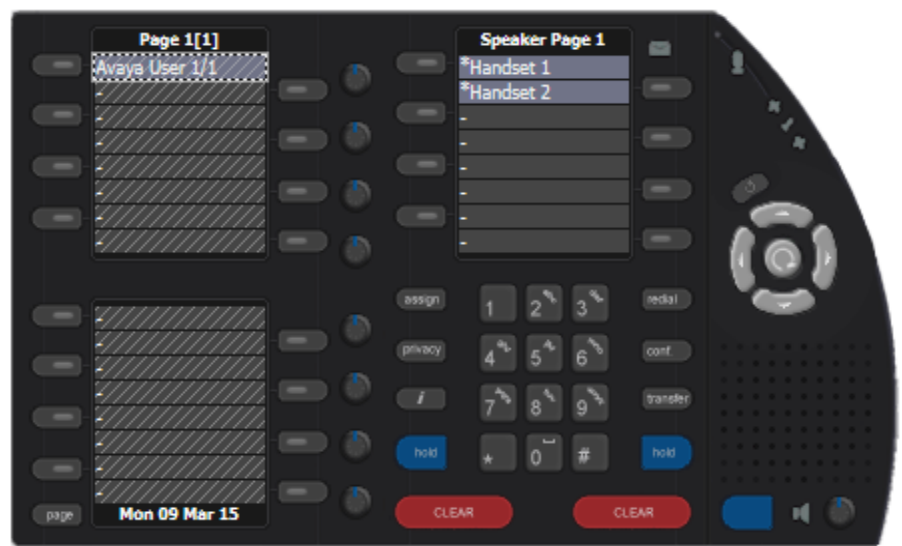 Page 1[1]
Avaya User 1/1
-
-
-
-
-
-
-
Speaker Page 1
*Handset 1
*Handset 2
-
-
-
-
-
-
-
-
-
-
-
-
-
-
Mon 09 Mar 15
page
assign
1
2
3
redial
privacy
4
5
6
conf.
i
7
8
9
transfer
hold
*
0
#
hold
CLEAR
CLEAR